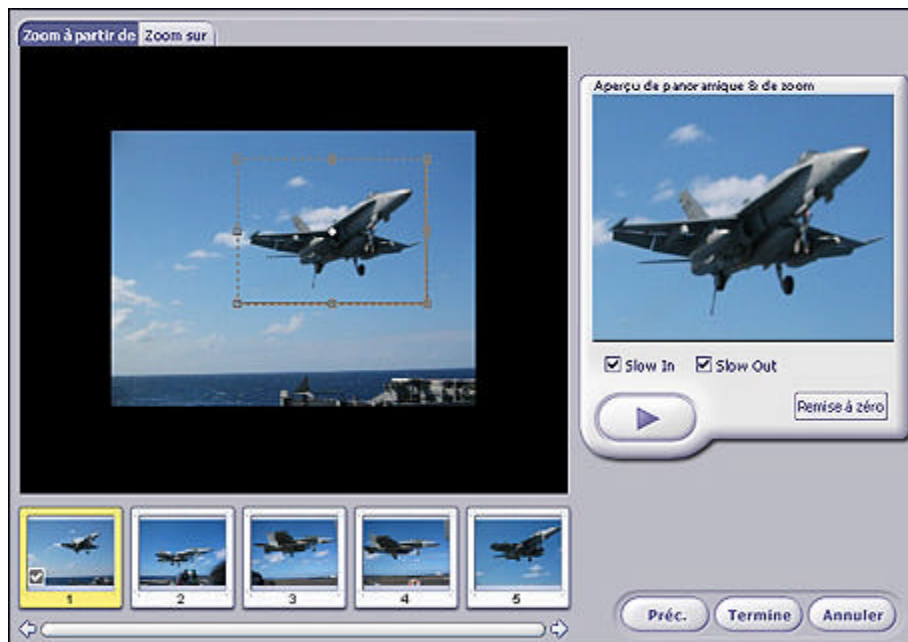 Zoom à partir de
Zoom sur
Aperçu de panoramique & de zoom
Slow In
Slow Out
Remise à zéro
1
2
3
4
5
Préc.
Termine
Annuler